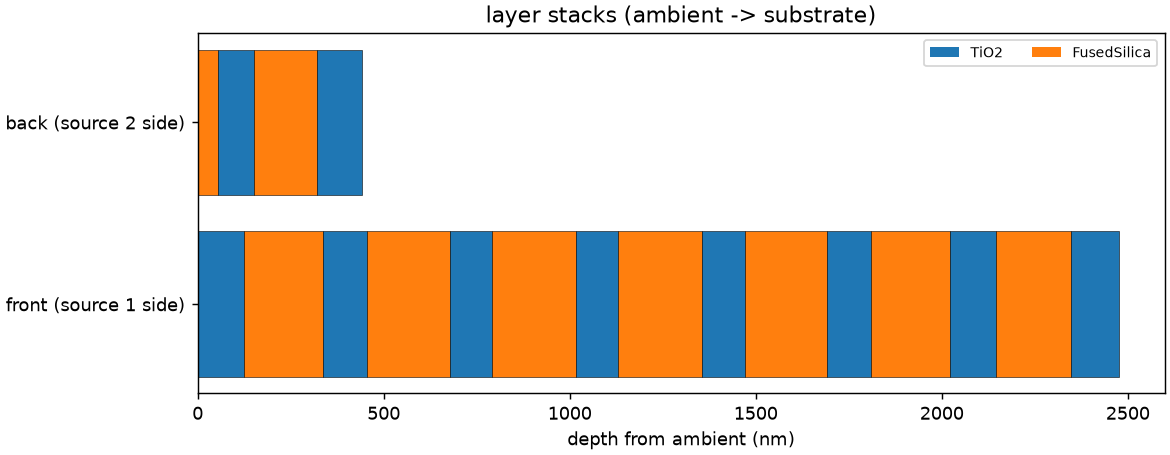 layer stacks (ambient -> substrate)
TiO2 FusedSilica
back (source 2 side)
front (source 1 side)
0 500 1000 1500 2000 2500
depth from ambient (nm)